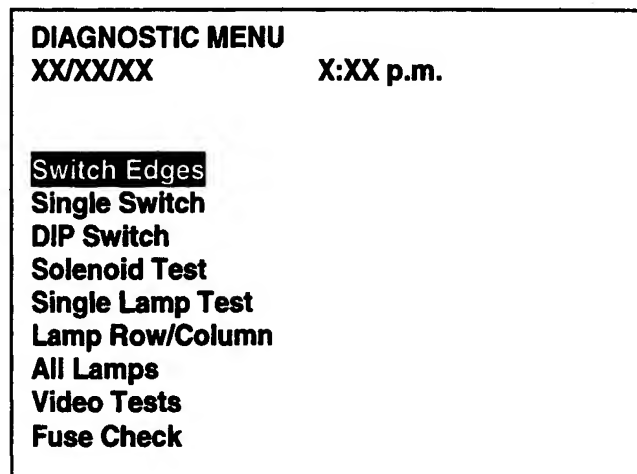 DIAGNOSTIC MENU
XX/XX/XX X:XX p.m.
Switch Edges
Single Switch
DIP Switch
Solenoid Test
Single Lamp Test
Lamp Row/Column
All Lamps
Video Tests
Fuse Check